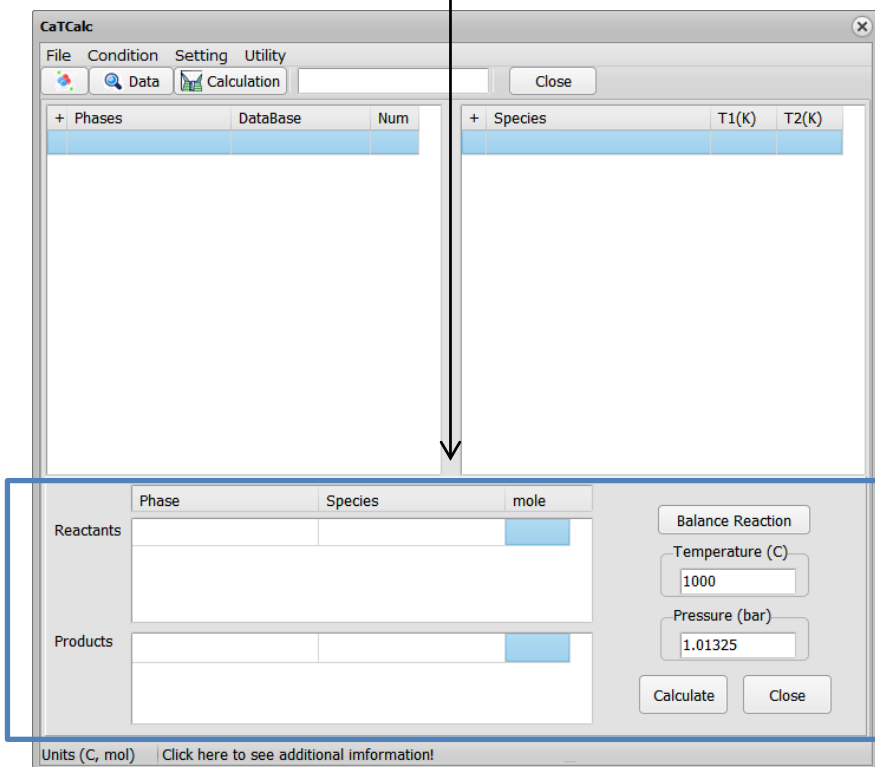 CaTCalc
File Condition Setting Utility
Data Calculation Close
+ Phases DataBase Num + Species T1(K) T2(K)
Phase Species mole
Balance Reaction
Reactants
Temperature (C)
1000
Pressure (bar)
Products
1.01325
Calculate Close
Units (C, mol) Click here to see additional imformation!